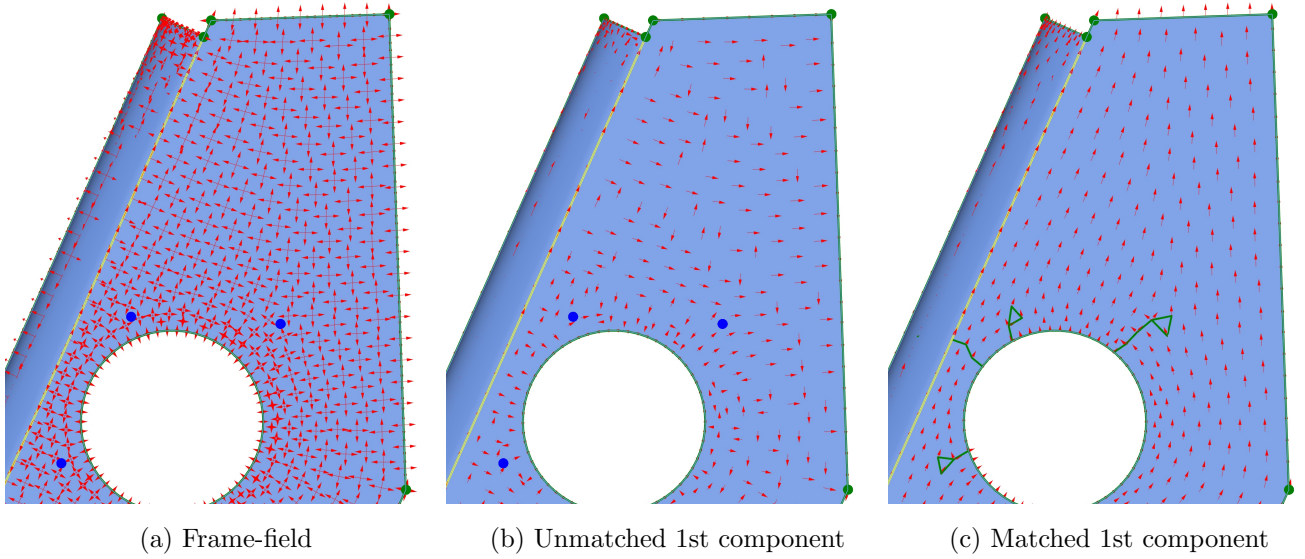 (a) Frame-field
(b) Unmatched 1st component
(c) Matched 1st component